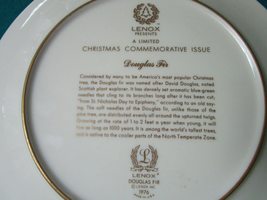 LENOX
PRESENTS
A LIMITED
CHRISTMAS COMMEMORATIVE ISSUE
Douglas Fir
Considered by many to be America's most popular Christmas
tree, the Douglas fir was named after David Douglas, noted
Scottish plant explorer. It has densely set aromatic blue-green
needles that cling to its branches long after it has been cut,
"from St. Nicholas Day to Epiphany," according to an old say-
ing. The soft needles of the Douglas fir, unlike those of the
pine tree, are distributed evenly all around the upturned twigs.
Growing at the rate of 1 to 2 feet a year when young, it will
live as long as 1000 years. It is among the world's tallest trees,
and is native to the cooler parts of the North Temperate Zone.
L
LENOX
DOUGLAS FIR
© LENOX INC
1976
MADE IN USA